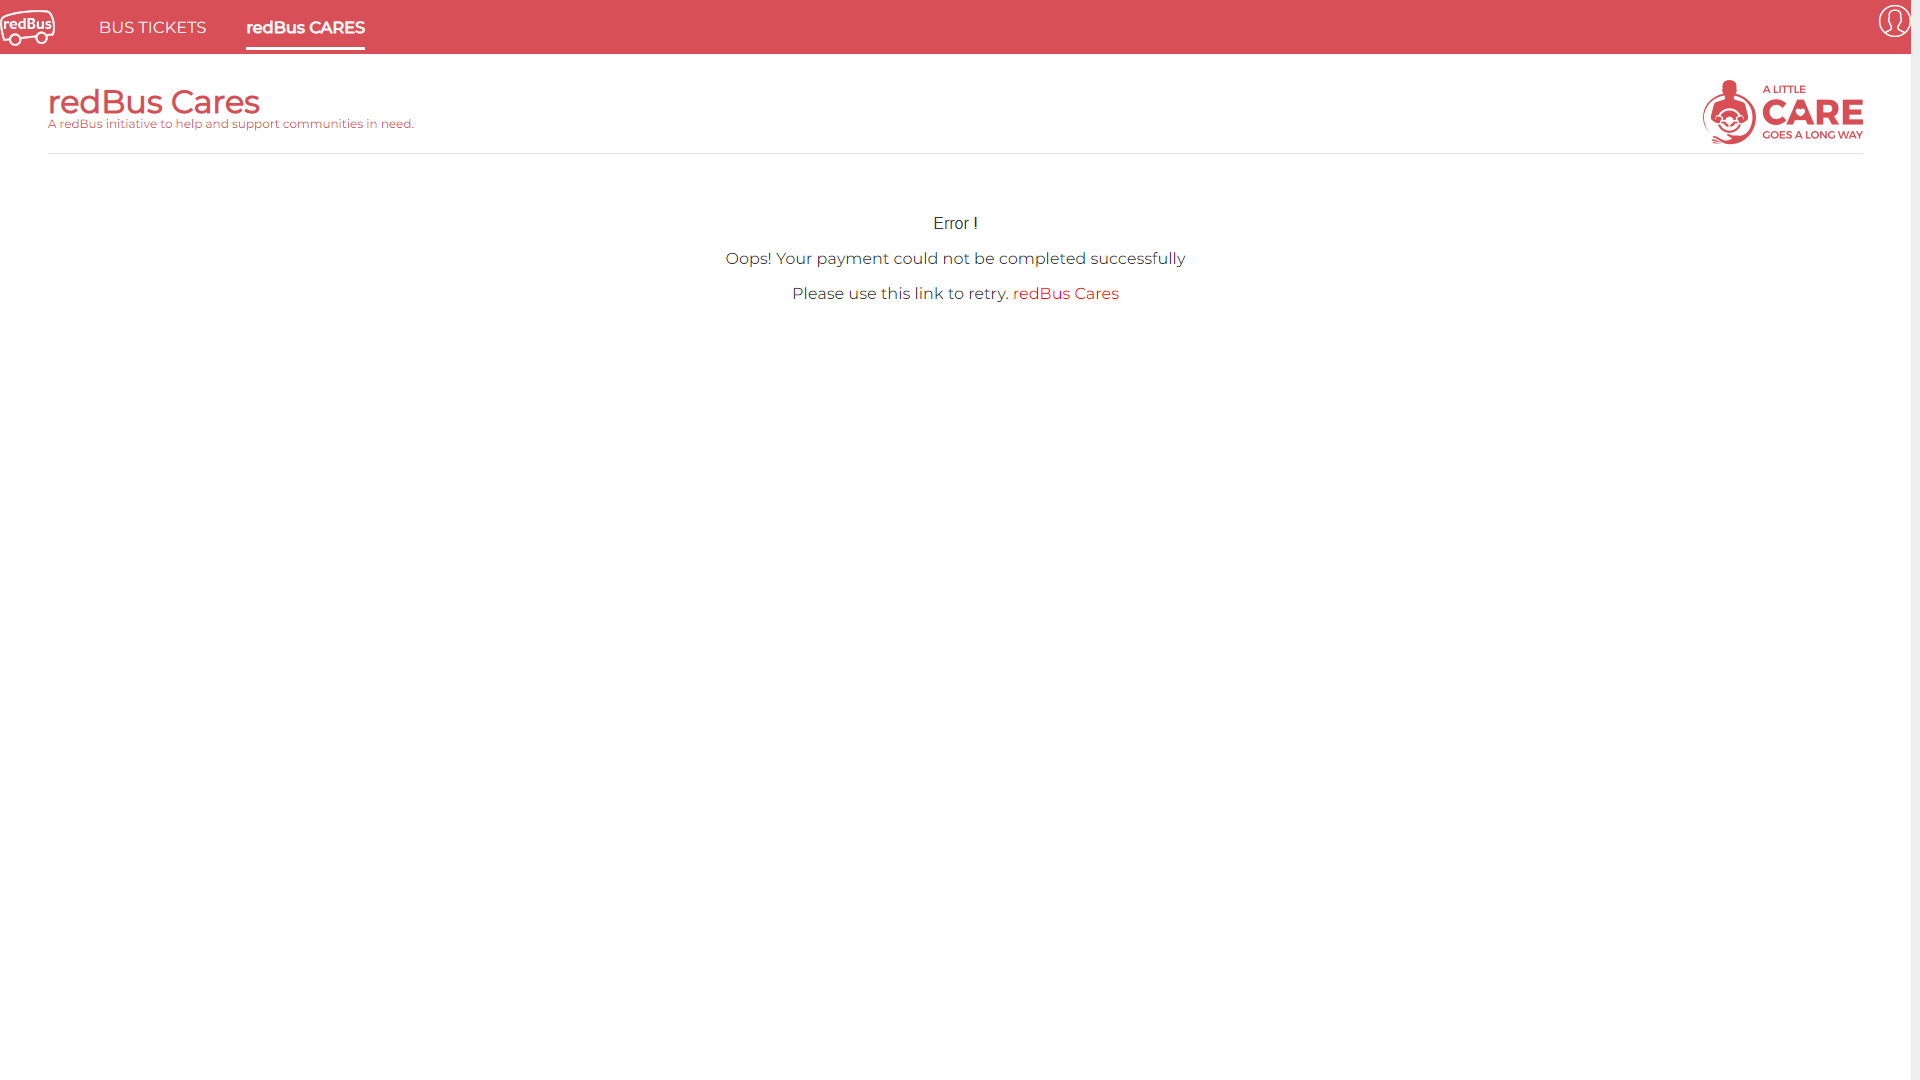 redBus
BUS TICKETS
redBus CARES
redBus Cares
A redBus initiative to help and support communities in need.
A LITTLE
CARE
GOES A LONG WAY
Error !
Oops! Your payment could not be completed successfully
Please use this link to retry. redBus Cares